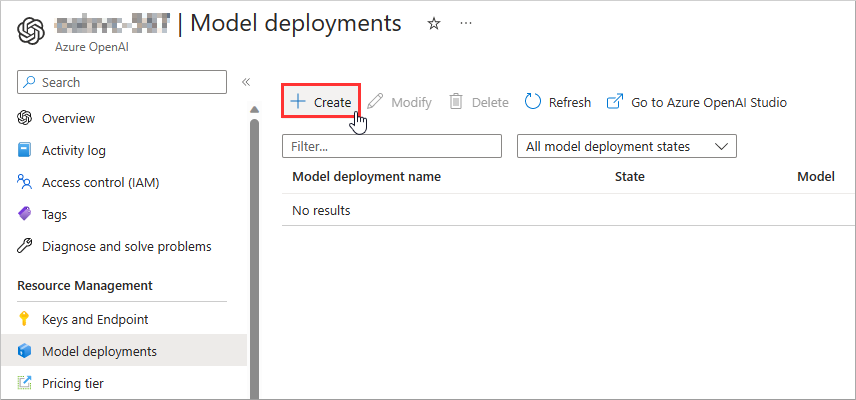 | Model deployments
Azure OpenAI
Search
Overview
Activity log
Access control (IAM)
Tags
Diagnose and solve problems
Resource Management
Keys and Endpoint
Model deployments
Pricing tier
Create Modify Delete Refresh Go to Azure OpenAI Studio
Filter... All model deployment states
Model deployment name State Model
No results